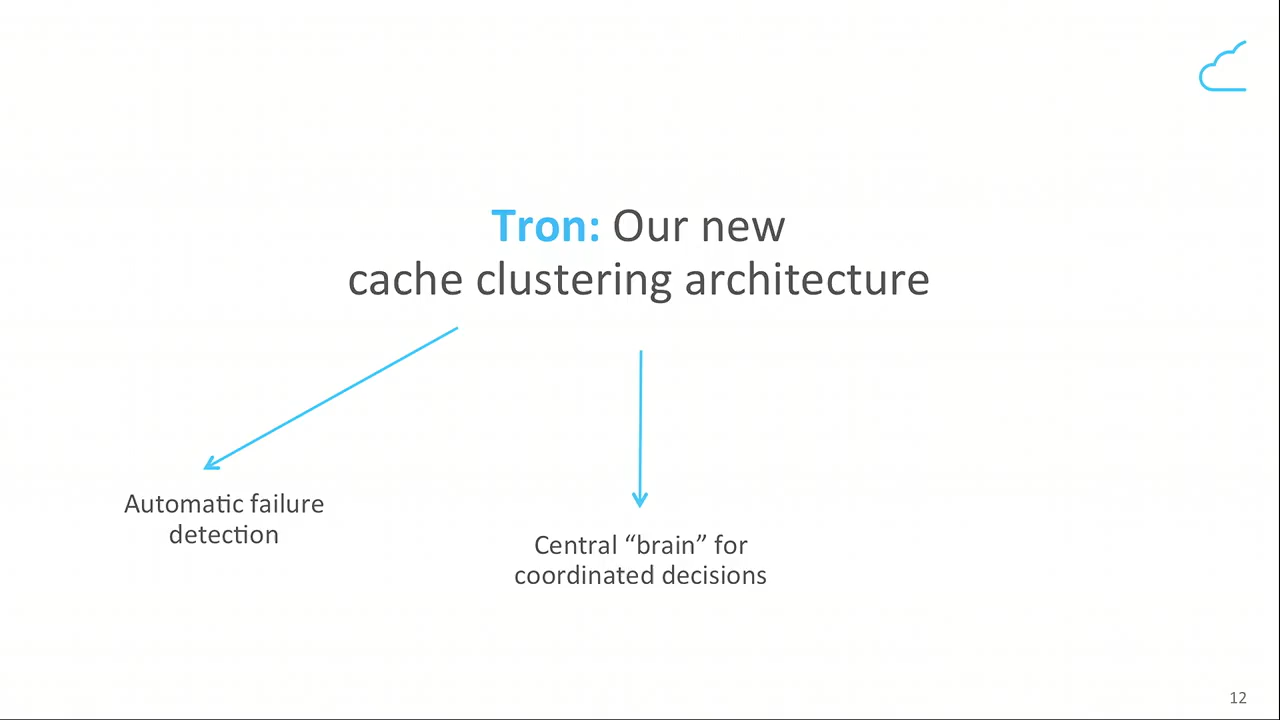 Tron: Our new
cache clustering architecture
Automatic failure
detection
Central “brain” for
coordinated decisions
12